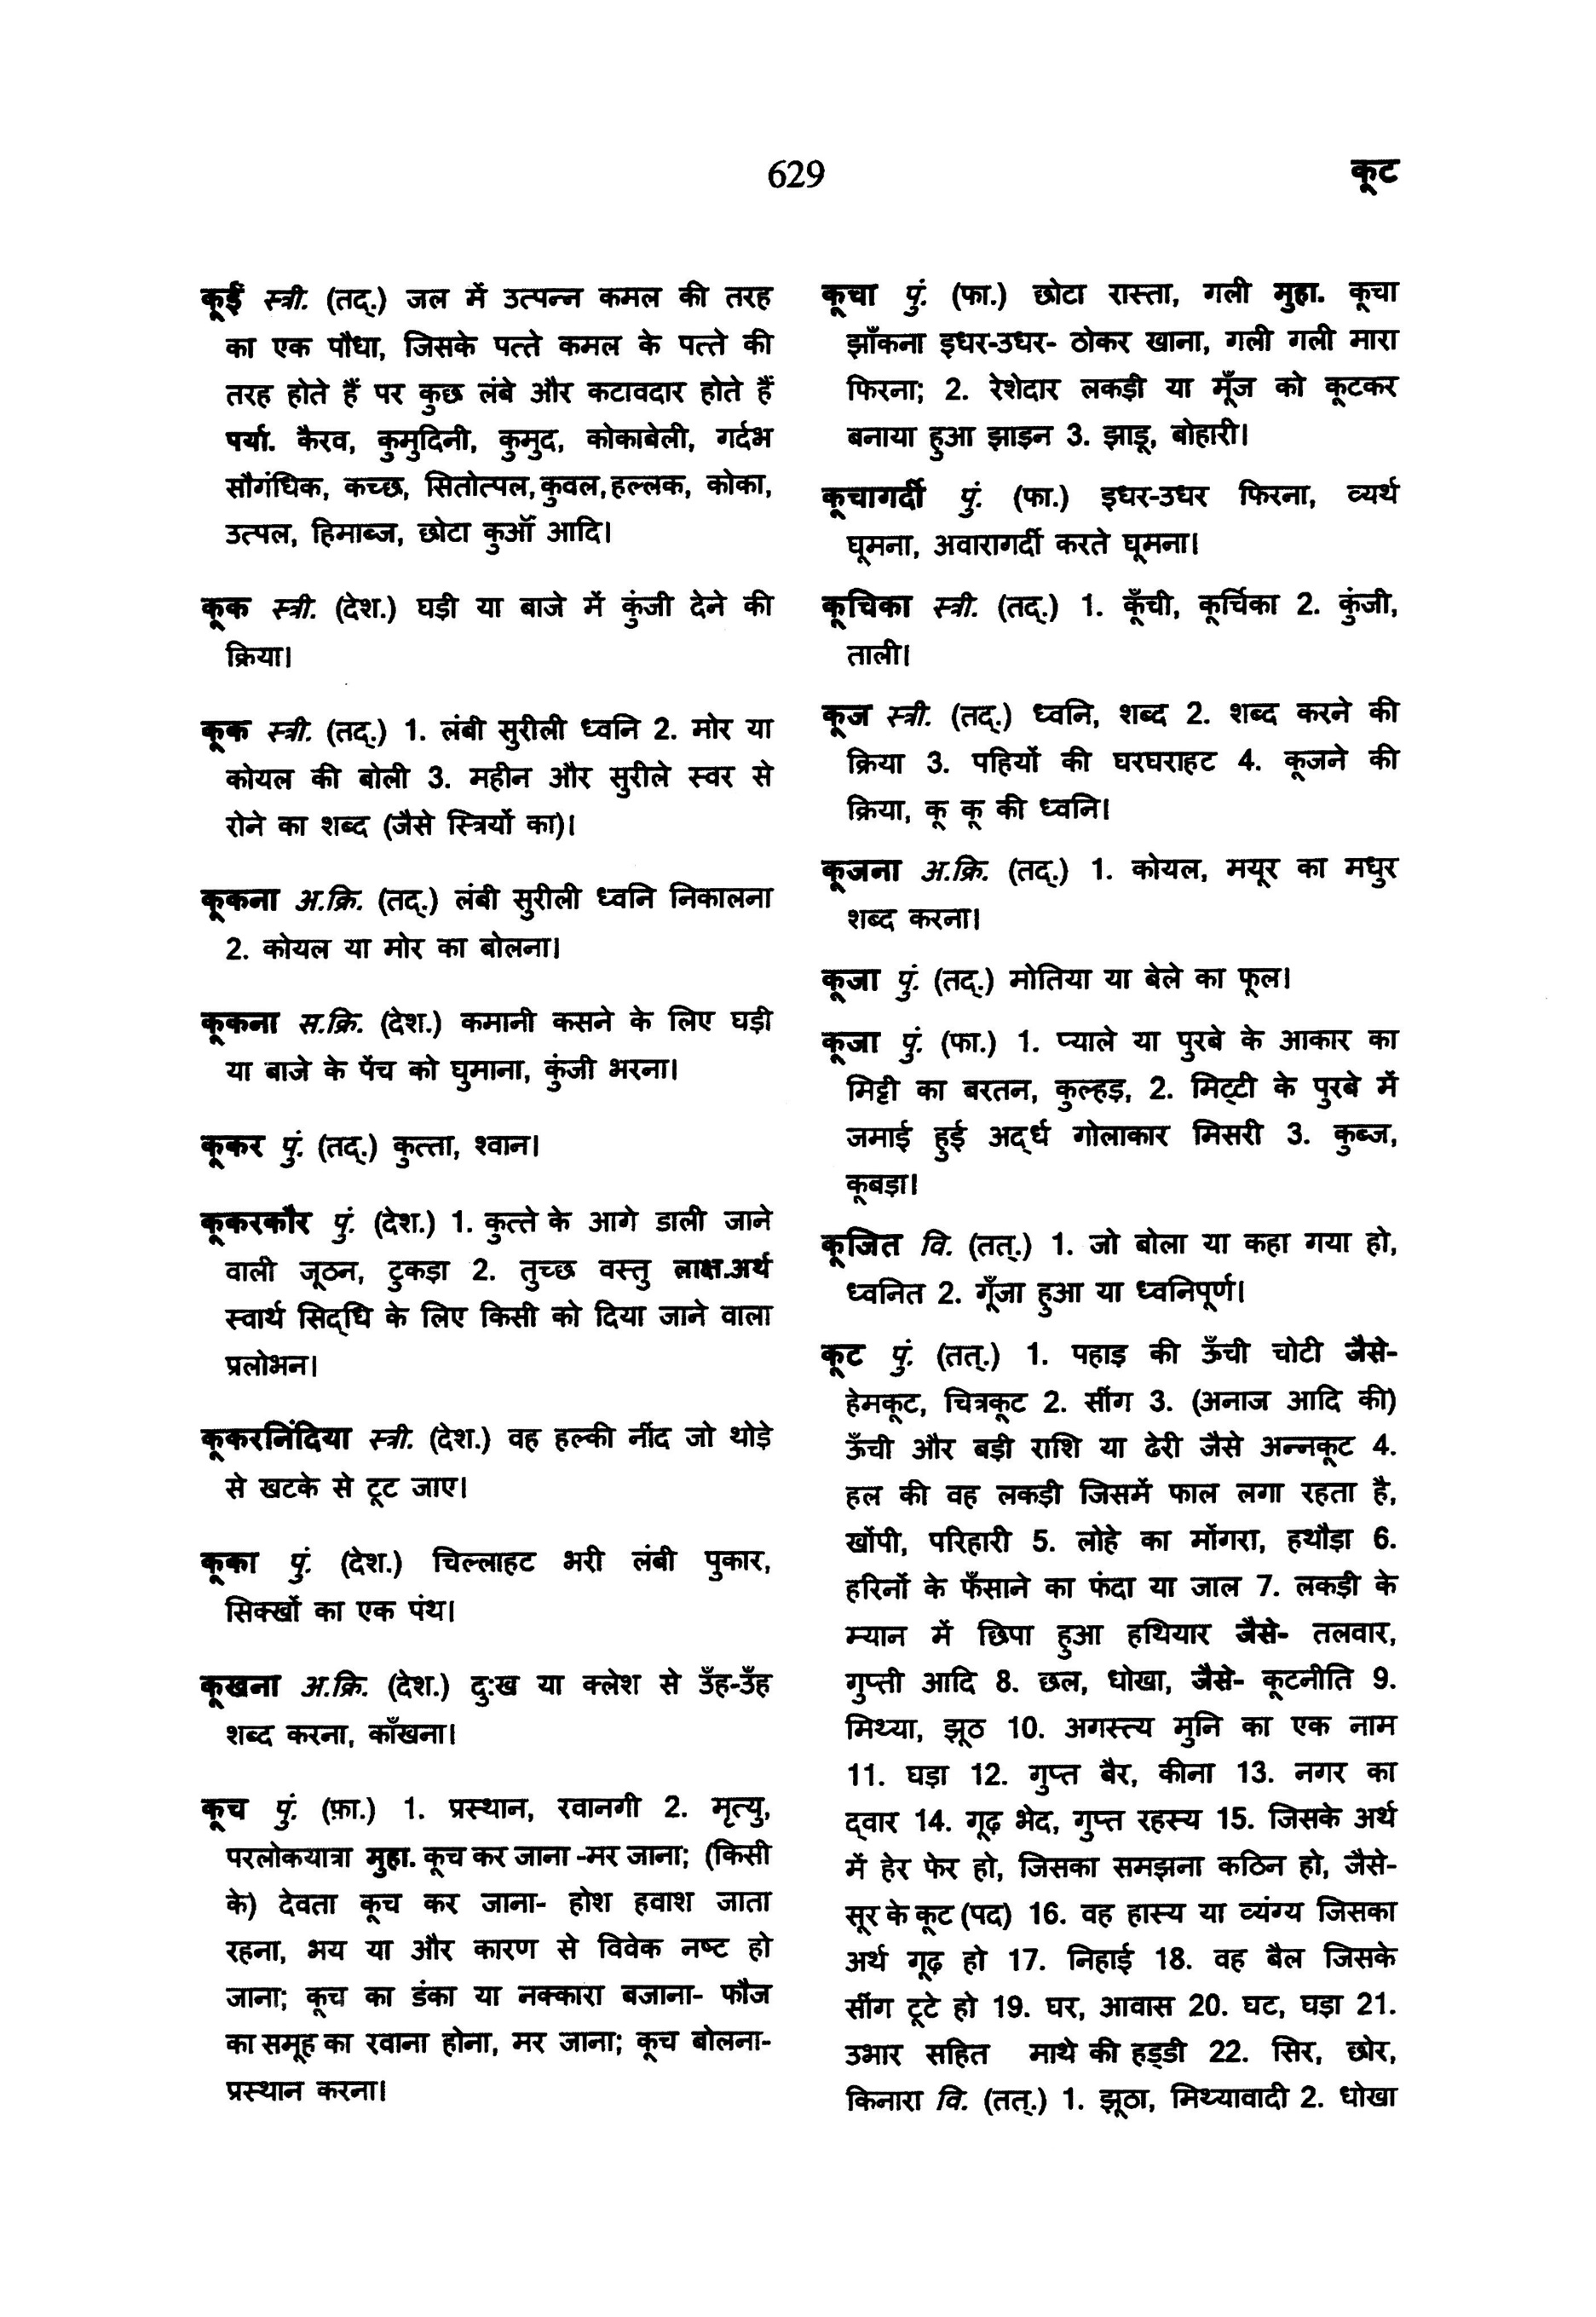 629
कूट
कूईं स्त्री. (तद्.) जल में उत्पन्न कमल की तरह
का एक पौधा, जिसके पत्ते कमल के पत्ते की
तरह होते हैं पर कुछ लंबे और कटावदार होते हैं
पर्या. कैरव, कुमुदिनी, कुमुद, कोकाबेली, गर्दभ
सौगंधिक, कच्छ, सितोत्पल, कुवल, हल्लक, कोका,
उत्पल, हिमाब्ज, छोटा कुऑं आदि।
कूक स्त्री. (देश.) घड़ी या बाजे में कुंजी देने की
क्रिया।
कूक स्त्री. (तद्.) 1. लंबी सुरीली ध्वनि 2. मोर या
कोयल की बोली 3. महीन और सुरीले स्वर से
रोने का शब्द (जैसे स्त्रियों का)।
कूकना अ.क्रि. (तद्.) लंबी सुरीली ध्वनि निकालना
2. कोयल या मोर का बोलना।
कूकना स.क्रि. (देश.) कमानी कसने के लिए घड़ी
या बाजे के पेंच को घुमाना, कुंजी भरना।
कूकर पुं. (तद्.) कुत्ता, श्वान।
कूकरकौर पुं. (देश.) 1. कुत्ते के आगे डाली जाने
वाली जूठन, टुकड़ा 2. तुच्छ वस्तु लाक्ष.अर्थ
स्वार्थ सिद्‌धि के लिए किसी को दिया जाने वाला
प्रलोभन।
कूकरनिंदिया स्त्री. (देश.) वह हल्की नींद जो थोड़े
से खटके से टूट जाए।
कूका पुं. (देश.) चिल्लाहट भरी लंबी पुकार,
सिक्खों का एक पंथ।
कूखना अ.क्रि. (देश.) दुःख या क्लेश से उँह-उँह
शब्द करना, काँखना।
कूच पुं. (फ़ा.) 1. प्रस्थान, रवानगी 2. मृत्यु,
परलोकयात्रा मुहा. कूच कर जाना -मर जाना; (किसी
के) देवता कूच कर जाना- होश हवाश जाता
रहना, भय या और कारण से विवेक नष्ट हो
जाना; कूच का डंका या नक्कारा बजाना- फौज
का समूह का रवाना होना, मर जाना; कूच बोलना-
प्रस्थान करना।
कूचा पुं. (फा.) छोटा रास्ता, गली मुहा. कूचा
झाँकना इधर-उधर- ठोकर खाना, गली गली मारा
फिरना; 2. रेशेदार लकड़ी या मूँज को कूटकर
बनाया हुआ झाड़न 3. झाडू, बोहारी।
कूचागर्दी पुं. (फा.) इधर-उधर फिरना, व्यर्थ
घूमना, अवारागर्दी करते घूमना।
कूचिका स्त्री. (तद्.) 1. कूँची, कूर्चिका 2. कुंजी,
ताली।
कूज स्त्री. (तद्.) ध्वनि, शब्द 2. शब्द करने की
क्रिया 3. पहियों की घरघराहट 4. कूजने की
क्रिया, कू कू की ध्वनि।
कूजना अ.क्रि. (तद्.) 1. कोयल, मयूर का मधुर
शब्द करना।
कूजा पुं. (तद्.) मोतिया या बेले का फूल।
कूजा पुं. (फा.) 1. प्याले या पुरबे के आकार का
मिट्टी का बरतन, कुल्हड़, 2. मिट्‌टी के पुरबे में
जमाई हुई अद्‌र्ध गोलाकार मिसरी 3. कुब्ज,
कूबड़ा।
कूजित वि. (तत्.) 1. जो बोला या कहा गया हो,
ध्वनित 2. गूँजा हुआ या ध्वनिपूर्ण।
कूट पुं. (तत्.) 1. पहाड़ की ऊँची चोटी जैसे-
हेमकूट, चित्रकूट 2. सींग 3. (अनाज आदि की)
ऊँची और बड़ी राशि या ढेरी जैसे अन्नकूट 4.
हल की वह लकड़ी जिसमें फाल लगा रहता है,
खोंपी, परिहारी 5. लोहे का मोंगरा, हथौड़ा 6.
हरिनों के फँसाने का फंदा या जाल 7. लकड़ी के
म्यान में छिपा हुआ हथियार जैसे- तलवार,
गुप्ती आदि 8. छल, धोखा, जैसे- कूटनीति 9.
मिथ्या, झूठ 10. अगस्त्य मुनि का एक नाम
11. घड़ा 12. गुप्त बैर, कीना 13. नगर का
द्‌वार 14. गूढ़ भेद, गुप्त रहस्य 15. जिसके अर्थ
में हेर फेर हो, जिसका समझना कठिन हो, जैसे-
सूर के कूट (पद) 16. वह हास्य या व्यंग्य जिसका
अर्थ गूढ़ हो 17. निहाई 18. वह बैल जिसके
सींग टूटे हो 19. घर, आवास 20. घट, घड़ा 21.
उभार सहित माथे की हड्‌डी 22. सिर, छोर,
किनारा वि. (तत्.) 1. झूठा, मिथ्यावादी 2. धोखा